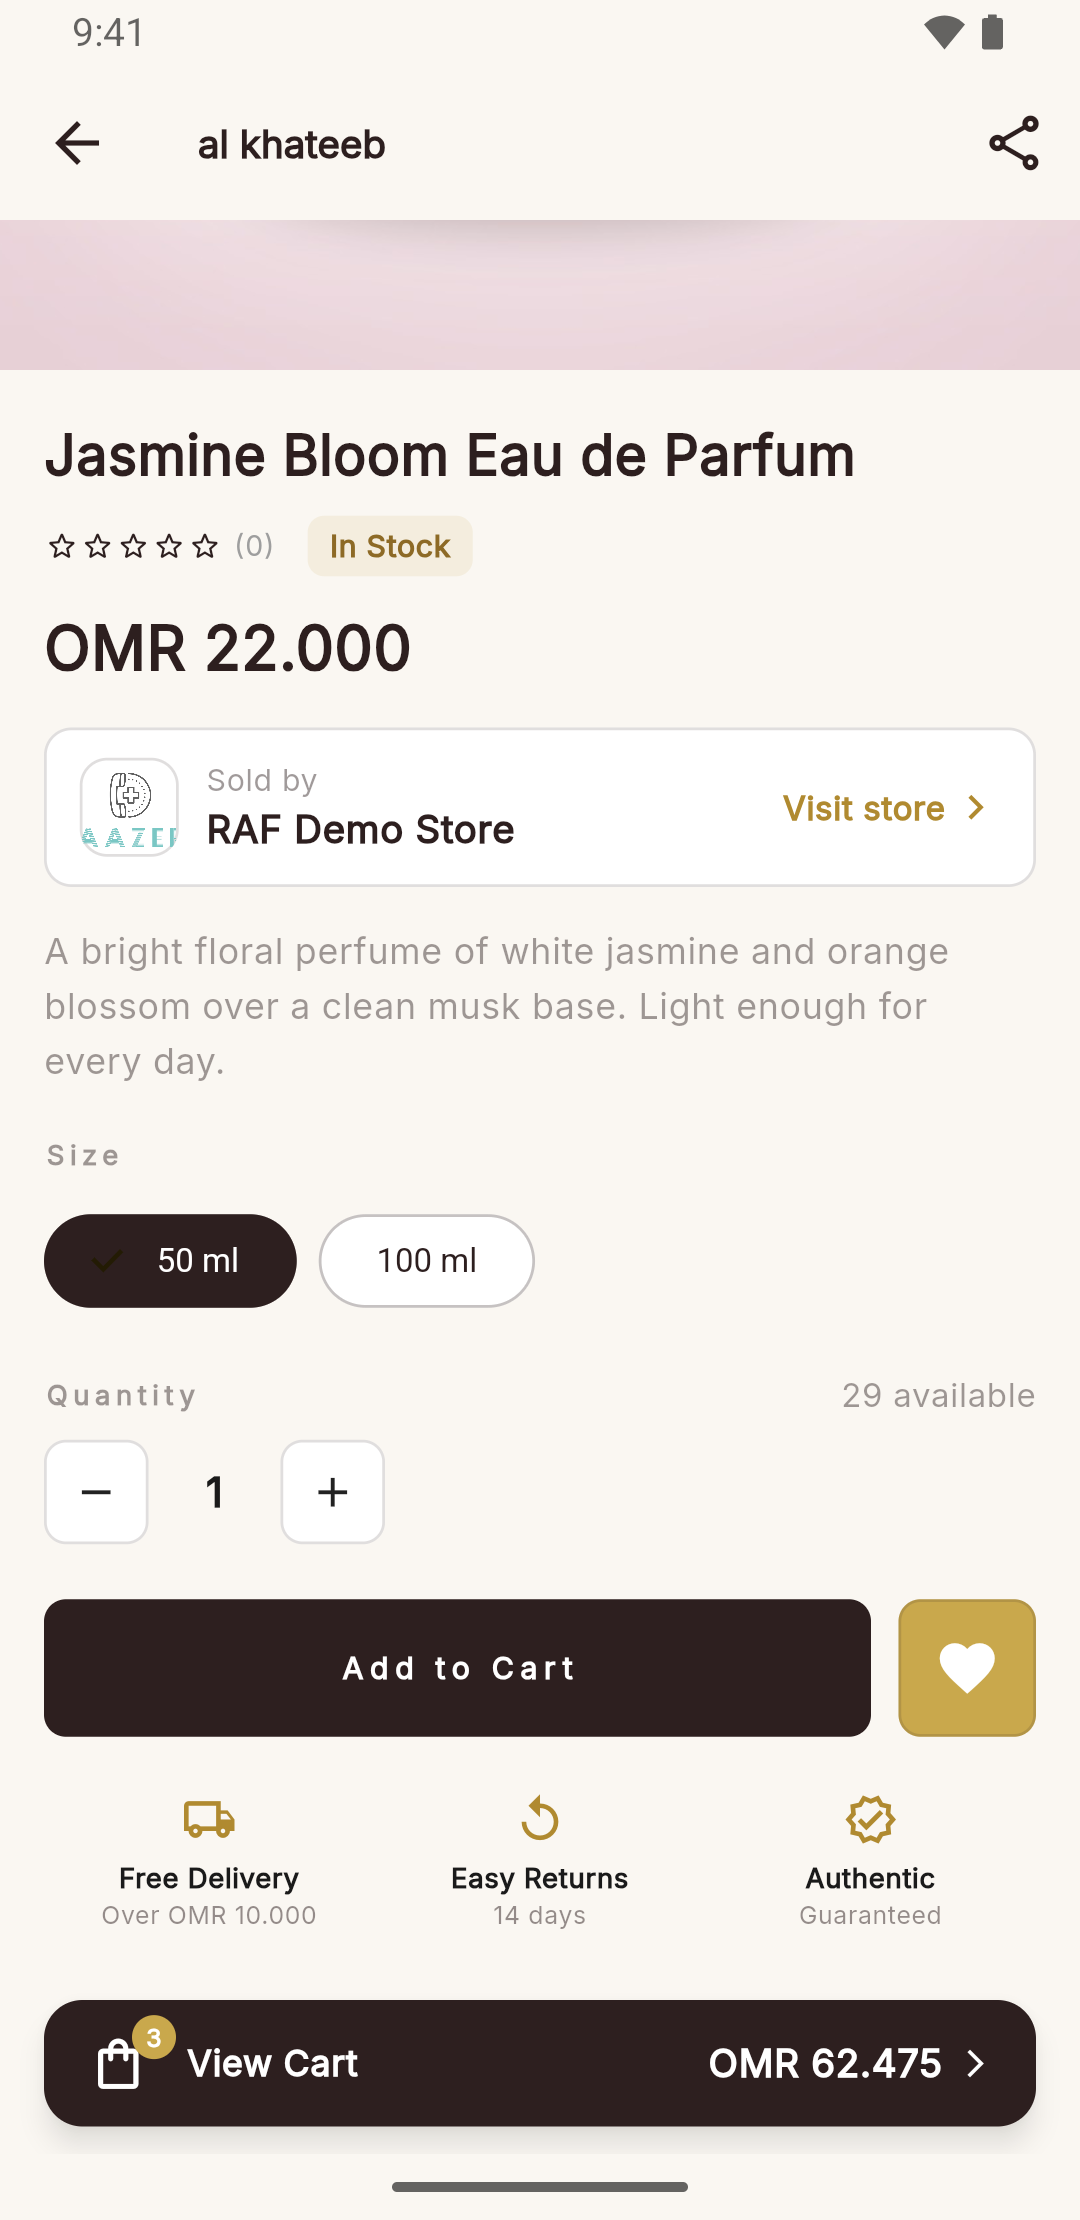 9:41
al khateeb
Jasmine Bloom Eau de Parfum
(0)
In Stock
OMR 22.000
Sold by
RAF Demo Store
Visit store
A bright floral perfume of white jasmine and orange
blossom over a clean musk base. Light enough for
every day.
Size
50 ml
100 ml
Quantity
29 available
1
Add to Cart
Free Delivery
Over OMR 10.000
Easy Returns
14 days
Authentic
Guaranteed
3
View Cart
OMR 62.475